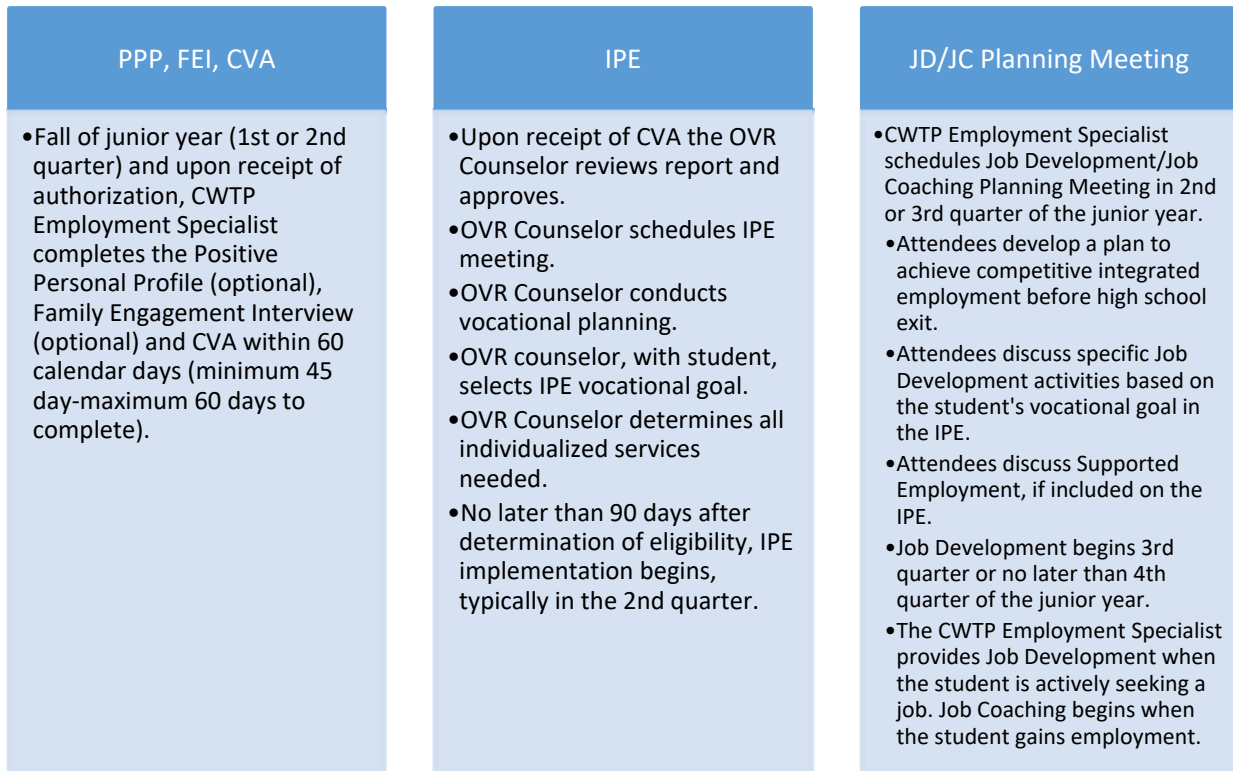 PPP, FEI, CVA
•Fall of junior year (1st or 2nd
quarter) and upon receipt of
authorization, CWTP
Employment Specialist
completes the Positive
Personal Profile (optional),
Family Engagement Interview
(optional) and CVA within 60
calendar days (minimum 45
day-maximum 60 days to
complete).
IPE
•Upon receipt of CVA the OVR
Counselor reviews report and
approves.
•OVR Counselor schedules IPE
meeting.
•OVR Counselor conducts
vocational planning.
•OVR counselor, with student,
selects IPE vocational goal.
•OVR Counselor determines all
individualized services
needed.
•No later than 90 days after
determination of eligibility, IPE
implementation begins,
typically in the 2nd quarter.
JD/JC Planning Meeting
•CWTP Employment Specialist
schedules Job Development/Job
Coaching Planning Meeting in 2nd
or 3rd quarter of the junior year.
•Attendees develop a plan to
achieve competitive integrated
employment before high school
exit.
•Attendees discuss specific Job
Development activities based on
the student's vocational goal in
the IPE.
•Attendees discuss Supported
Employment, if included on the
IPE.
•Job Development begins 3rd
quarter or no later than 4th
quarter of the junior year.
•The CWTP Employment Specialist
provides Job Development when
the student is actively seeking a
job. Job Coaching begins when
the student gains employment.